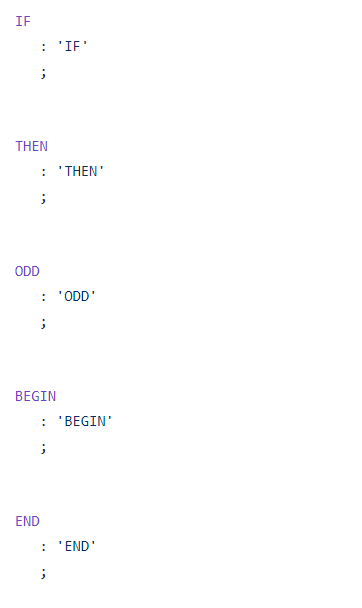 IF
   : 'IF'
   ;
THEN
   : 'THEN'
   ;
ODD
   : 'ODD'
   ;
BEGIN
   : 'BEGIN'
   ;
END
   : 'END'
   ;